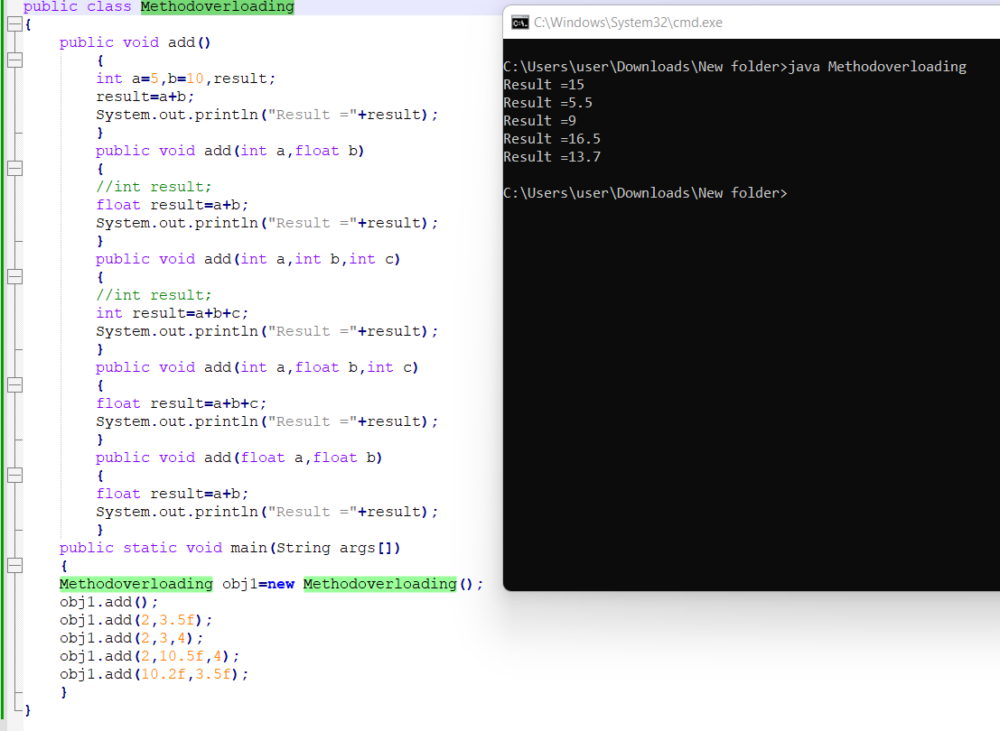 public class Methodoverloading
{
public void add()
{
int a=5,b=10,result;
result=a+b;
System.out.println("Result ="+result);
}
public void add(int a,float b)
{
//int result;
float result=a+b;
System.out.println("Result ="+result);
}
public void add(int a,int b,int c)
{
//int result;
int result=a+b+c;
System.out.println("Result ="+result);
}
public void add(int a,float b,int c)
{
float result=a+b+c;
System.out.println("Result ="+result);
}
public void add(float a,float b)
{
float result=a+b;
System.out.println("Result ="+result);
}
public static void main(String args[])
{
Methodoverloading obj1=new Methodoverloading();
obj1.add();
obj1.add(2,3.5f);
obj1.add(2,3,4);
obj1.add(2,10.5f,4);
obj1.add(10.2f,3.5f);
}
}
C:\Windows\System32\cmd.exe
C:\Users\user\Downloads\New folder>java Methodoverloading
Result =15
Result =5.5
Result =9
Result =16.5
Result =13.7
C:\Users\user\Downloads\New folder>